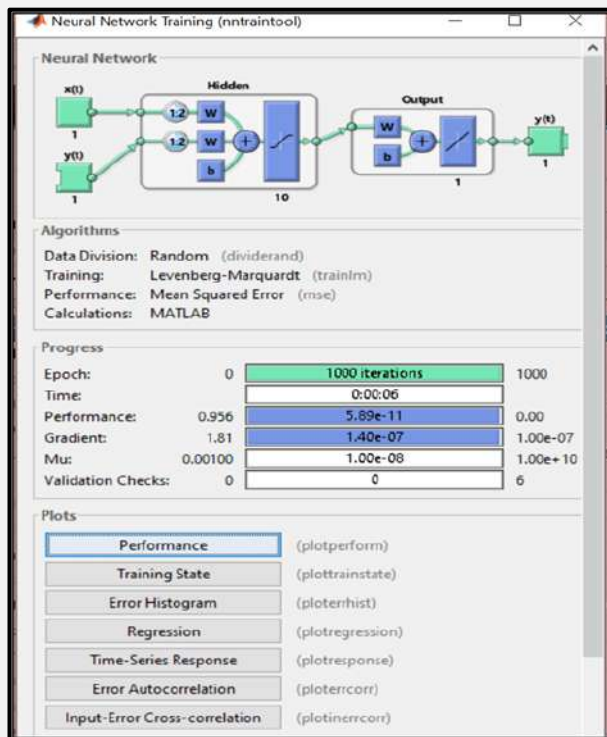 Neural Network Training (nntraintool)
Neural Network
Hidden
Output
x(t)
y(t)
1
1
1:2
W
1:2
W
b
+
10
W
b
+
1
y(t)
1
Algorithms
Data Division: Random (dividerand)
Training: Levenberg-Marquardt (trainlm)
Performance: Mean Squared Error (mse)
Calculations: MATLAB
Progress
Epoch: 0 1000 iterations 1000
Time: 0:00:06
Performance: 0.956 5.89e-11 0.00
Gradient: 1.81 1.40e-07 1.00e-07
Mu: 0.00100 1.00e-08 1.00e+10
Validation Checks: 0 0 6
Plots
Performance (plotperform)
Training State (plottrainstate)
Error Histogram (ploterrhist)
Regression (plotregression)
Time-Series Response (plotresponse)
Error Autocorrelation (ploterrcorr)
Input-Error Cross-correlation (plotinerrcorr)